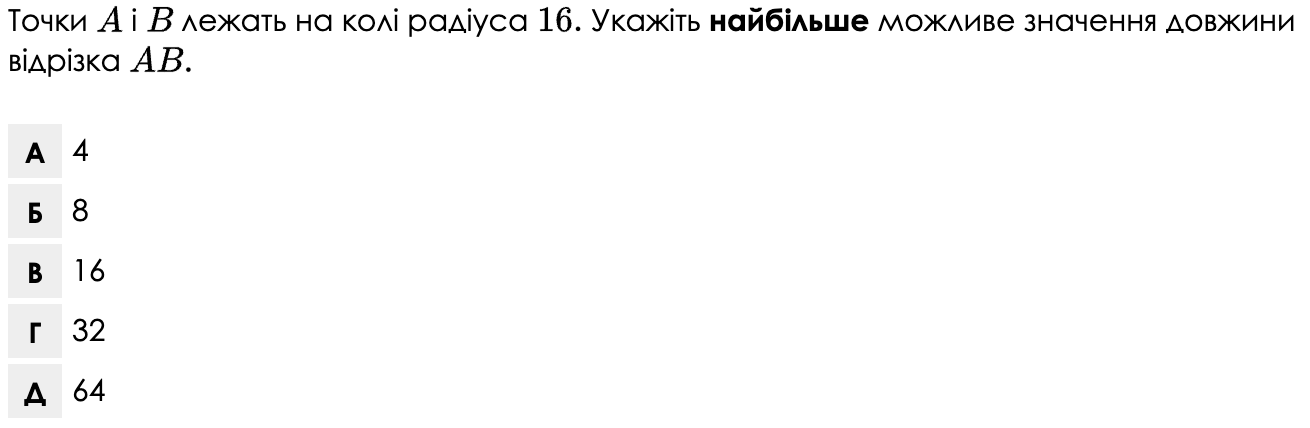 Точки A і B лежать на колі радіуса 16. Укажіть найбільше можливе значення довжини
відрізка AB.
А 4
Б 8
В 16
Г 32
Д 64